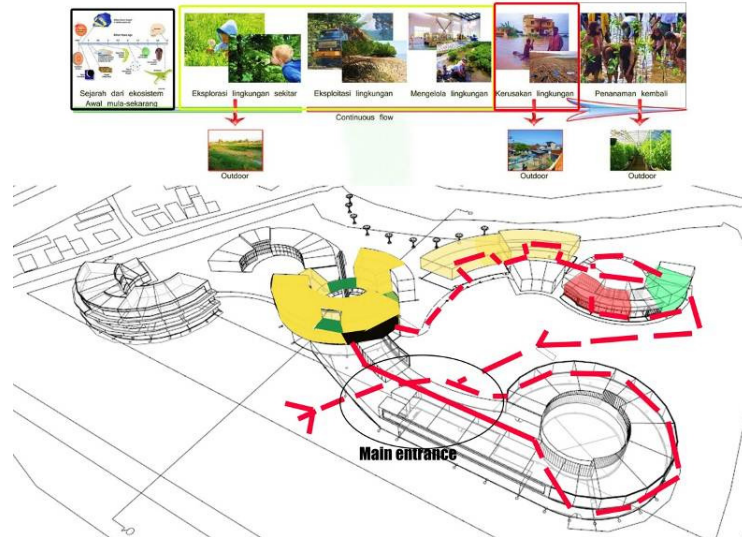 Sejarah dari ekosistem
Awal mula-sekarang
Eksplorasi lingkungan sekitar
Eksploitasi lingkungan
Mengelola lingkungan
Kerusakan lingkungan
Penanaman kembali
Continuous flow
Outdoor
Outdoor
Outdoor
Main entrance